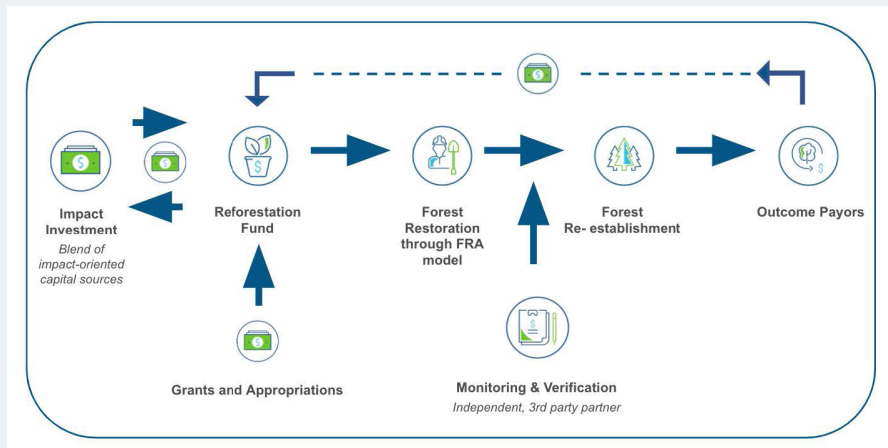 Impact
Investment
Blend of
impact-oriented
capital sources
Reforestation
Fund
Forest
Restoration
through FRA
model
Forest
Re- establishment
Outcome Payors
Grants and Appropriations
Monitoring & Verification
Independent, 3rd party partner